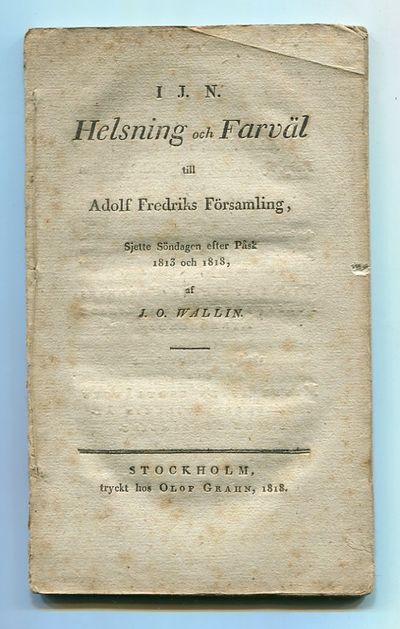 I J. N.
Helsning och Farväl
till
Adolf Fredriks Församling,
Sjette Söndagen efter Påsk
1813 och 1818,
af
J. O. WALLIN.
STOCKHOLM,
tryckt hos OLOF GRAHN, 1818.